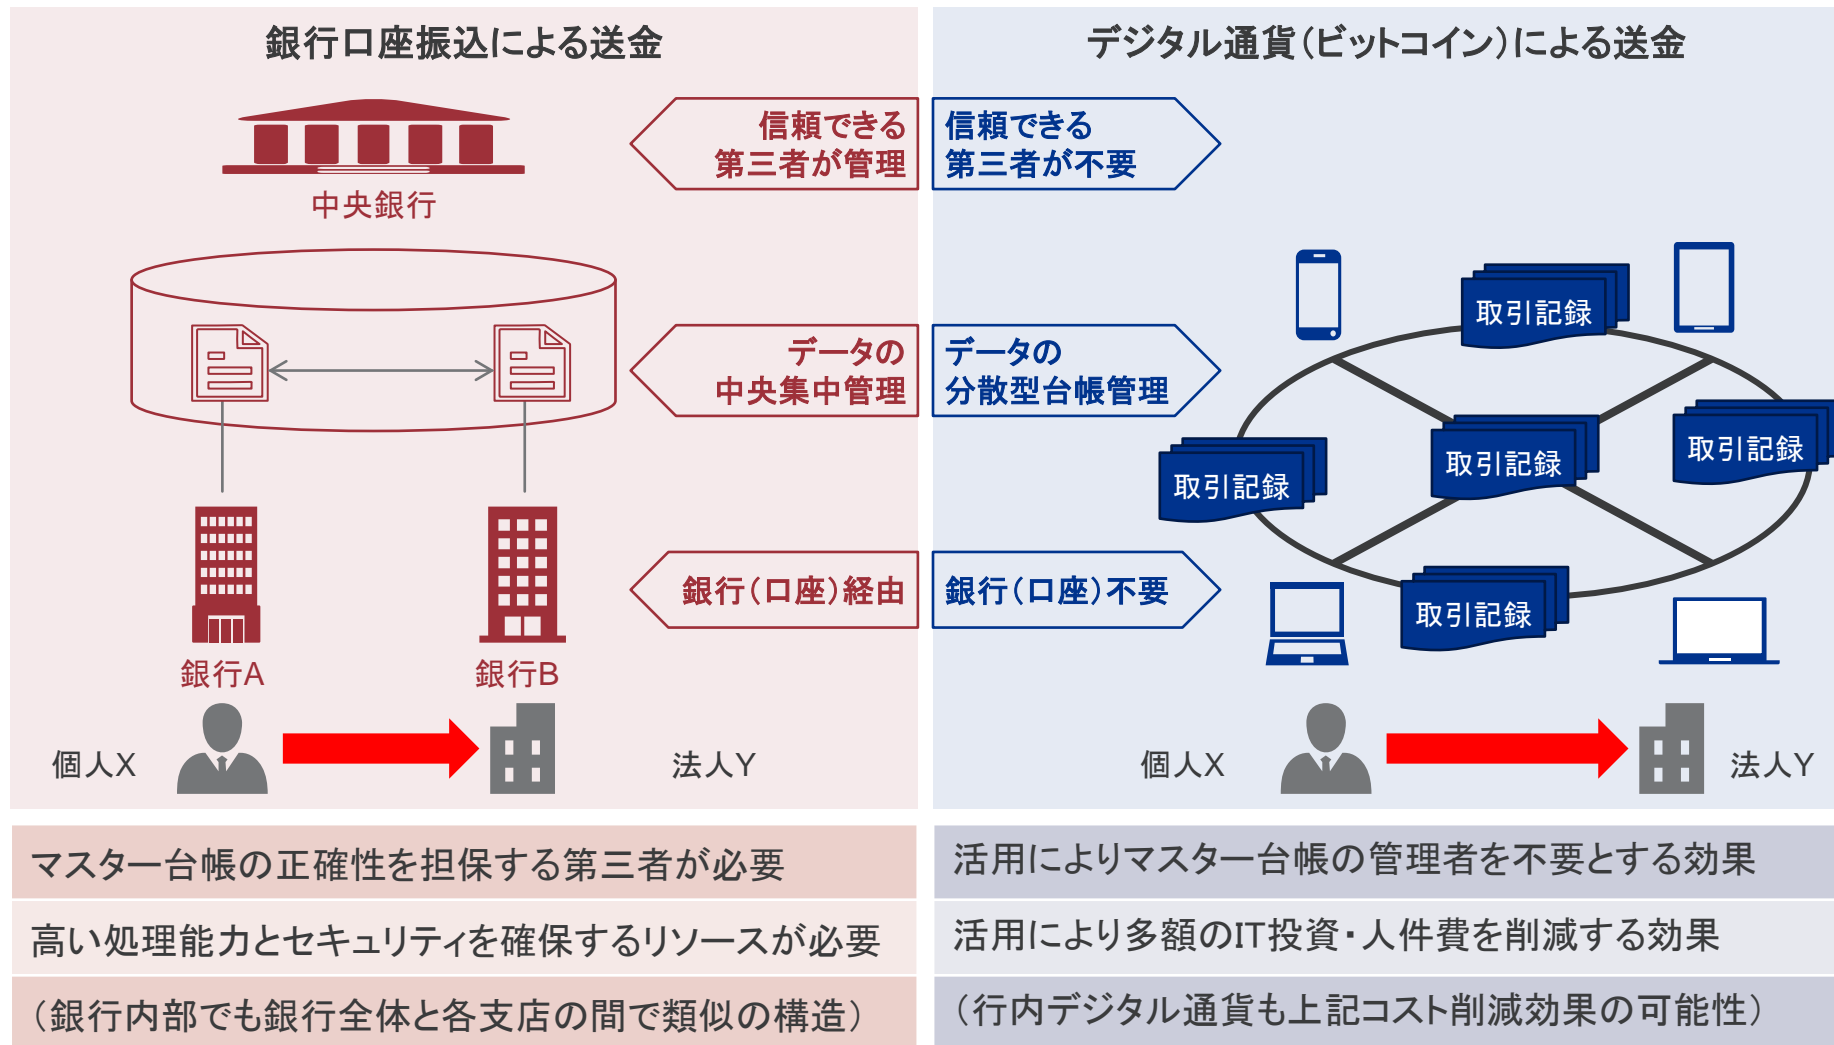 銀行口座振込による送金
中央銀行
信頼できる
第三者が管理
データの
中央集中管理
銀行（口座）経由
銀行A
銀行B
個人X
法人Y
デジタル通貨（ビットコイン）による送金
信頼できる
第三者が不要
データの
分散型台帳管理
銀行（口座）不要
取引記録
取引記録
取引記録
取引記録
取引記録
個人X
法人Y
マスター台帳の正確性を担保する第三者が必要
高い処理能力とセキュリティを確保するリソースが必要
（銀行内部でも銀行全体と各支店の間で類似の構造）
活用によりマスター台帳の管理者を不要とする効果
活用により多額のIT投資・人件費を削減する効果
（行内デジタル通貨も上記コスト削減効果の可能性）